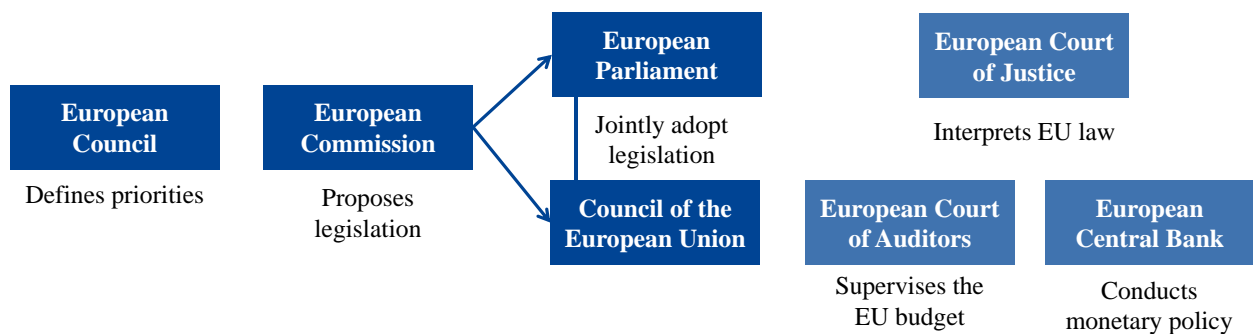 European
Council
Defines priorities
European
Commission
Proposes
legislation
European
Parliament
Jointly adopt
legislation
Council of the
European Union
European Court
of Justice
Interprets EU law
European Court
of Auditors
Supervises the
EU budget
European
Central Bank
Conducts
monetary policy